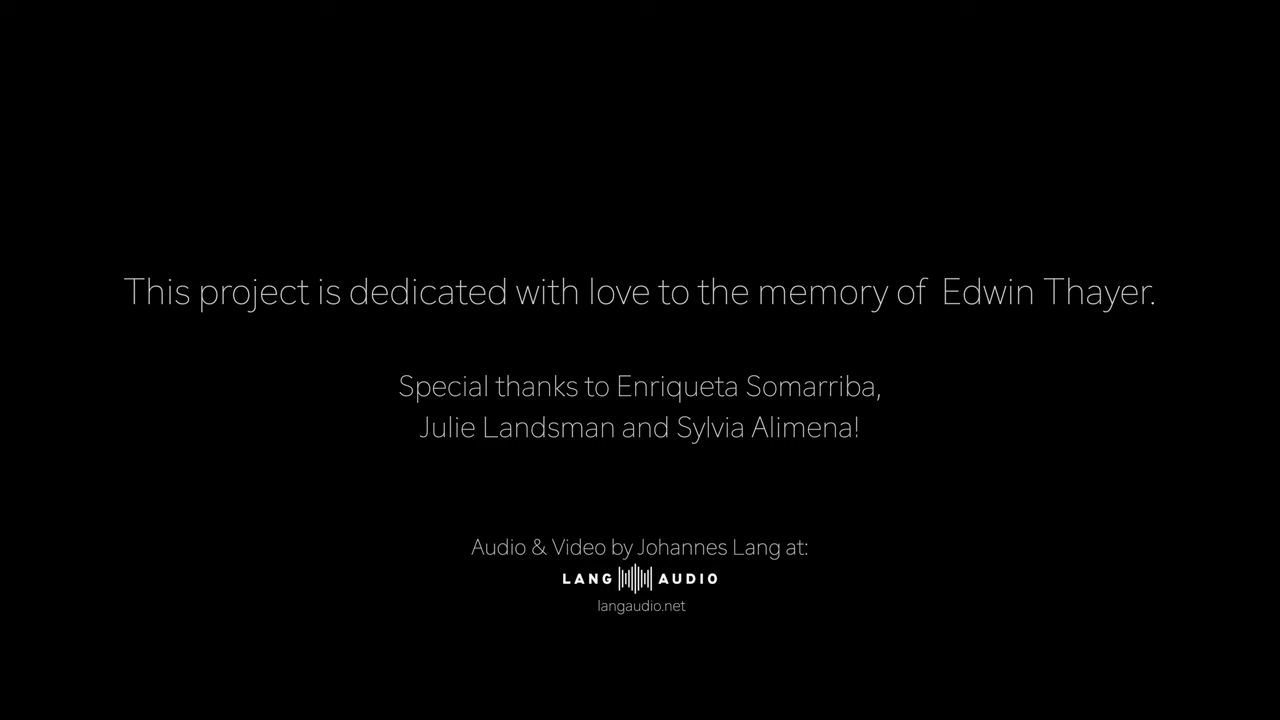 This project is dedicated with love to the memory of Edwin Thayer.
Special thanks to Enriqueta Somarriba,
Julie Landsman and Sylvia Alimena!
Audio & Video by Johannes Lang at:
LANG AUDIO
langaudio.net